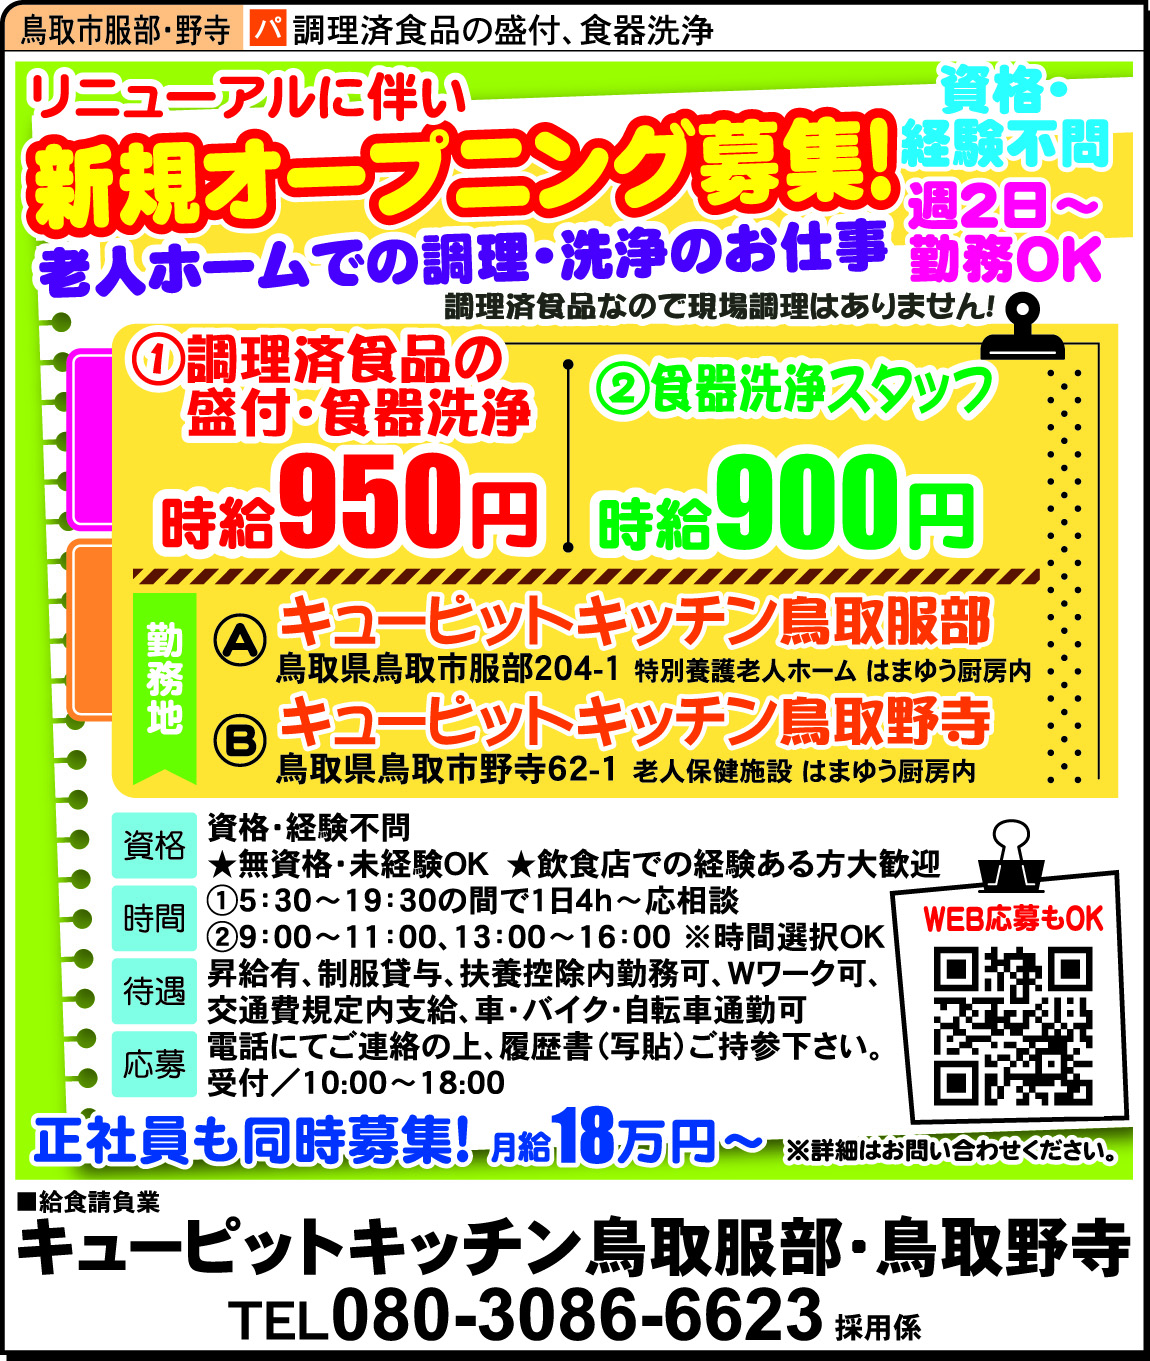 鳥取市服部・野寺 パ 調理済食品の盛付、食器洗浄
リニューアルに伴い
新規オープニング募集!
老人ホームでの調理・洗浄のお仕事
資格・
経験不問
週2日～
勤務OK
調理済食品なので現場調理はありません!
①調理済食品の
盛付・食器洗浄
時給950円
②食器洗浄スタッフ
時給900円
勤務地
Ⓐ キューピットキッチン鳥取服部
鳥取県鳥取市服部204-1 特別養護老人ホーム はまゆう厨房内
Ⓑ キューピットキッチン鳥取野寺
鳥取県鳥取市野寺62-1 老人保健施設 はまゆう厨房内
資格 資格・経験不問
★無資格・未経験OK ★飲食店での経験ある方大歓迎
時間 ①5:30～19:30の間で1日4h～応相談
②9:00～11:00、13:00～16:00 ※時間選択OK
待遇 昇給有、制服貸与、扶養控除内勤務可、Wワーク可、
交通費規定内支給、車・バイク・自転車通勤可
応募 電話にてご連絡の上、履歴書(写貼)ご持参下さい。
受付／10:00～18:00
WEB応募もOK
正社員も同時募集! 月給18万円～ ※詳細はお問い合わせください。
■給食請負業
キューピットキッチン鳥取服部・鳥取野寺
TEL080-3086-6623 採用係